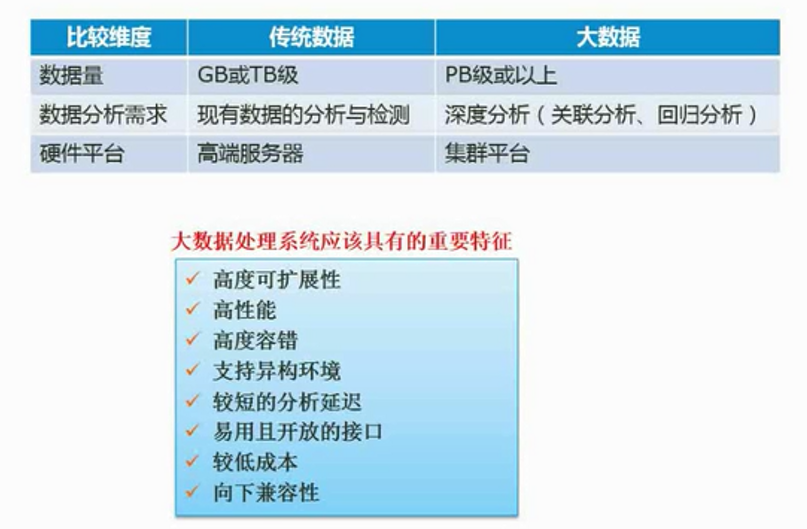 比较维度 传统数据 大数据
数据量 GB或TB级 PB级或以上
数据分析需求 现有数据的分析与检测 深度分析（关联分析、回归分析）
硬件平台 高端服务器 集群平台
大数据处理系统应该具有的重要特征
✓ 高度可扩展性
✓ 高性能
✓ 高度容错
✓ 支持异构环境
✓ 较短的分析延迟
✓ 易用且开放的接口
✓ 较低成本
✓ 向下兼容性